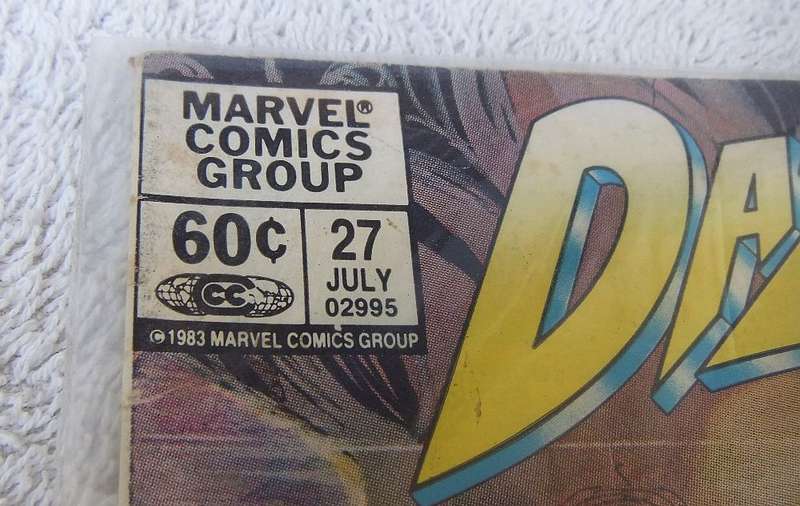 MARVEL®
COMICS
GROUP
60¢
27
JULY
02995
CC
©1983 MARVEL COMICS GROUP
DA